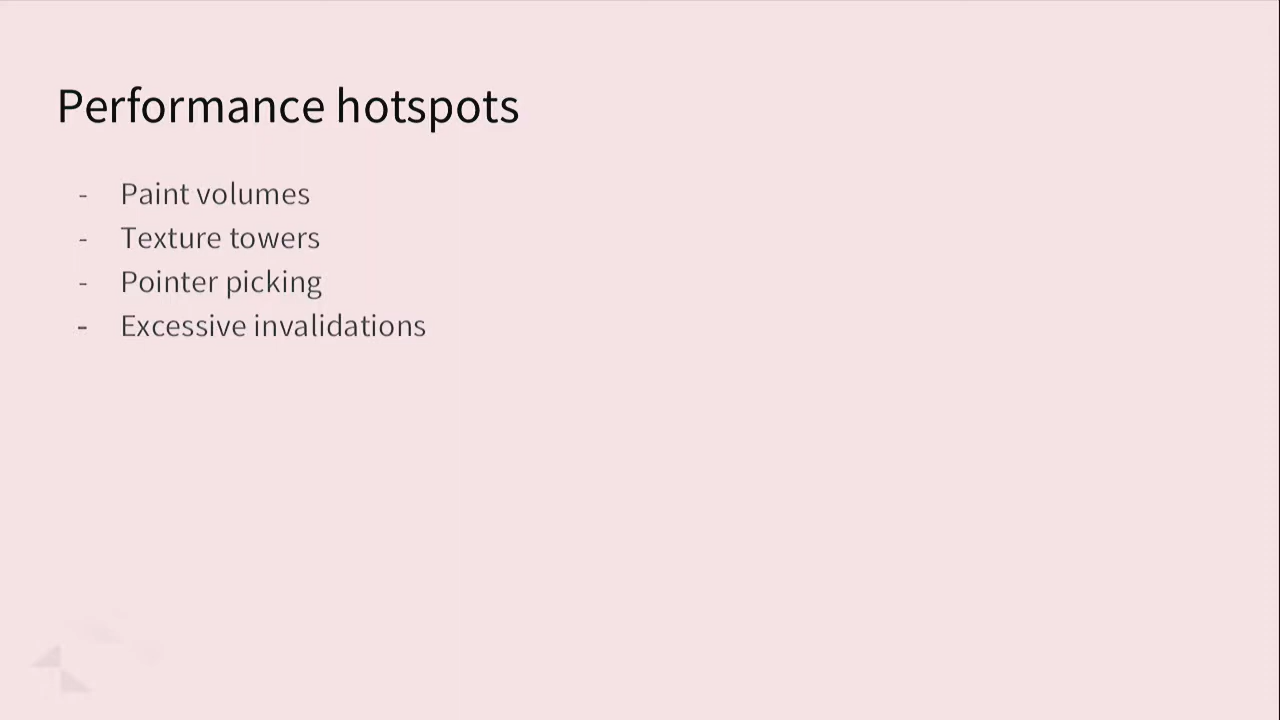 Performance hotspots
- Paint volumes
- Texture towers
- Pointer picking
- Excessive invalidations